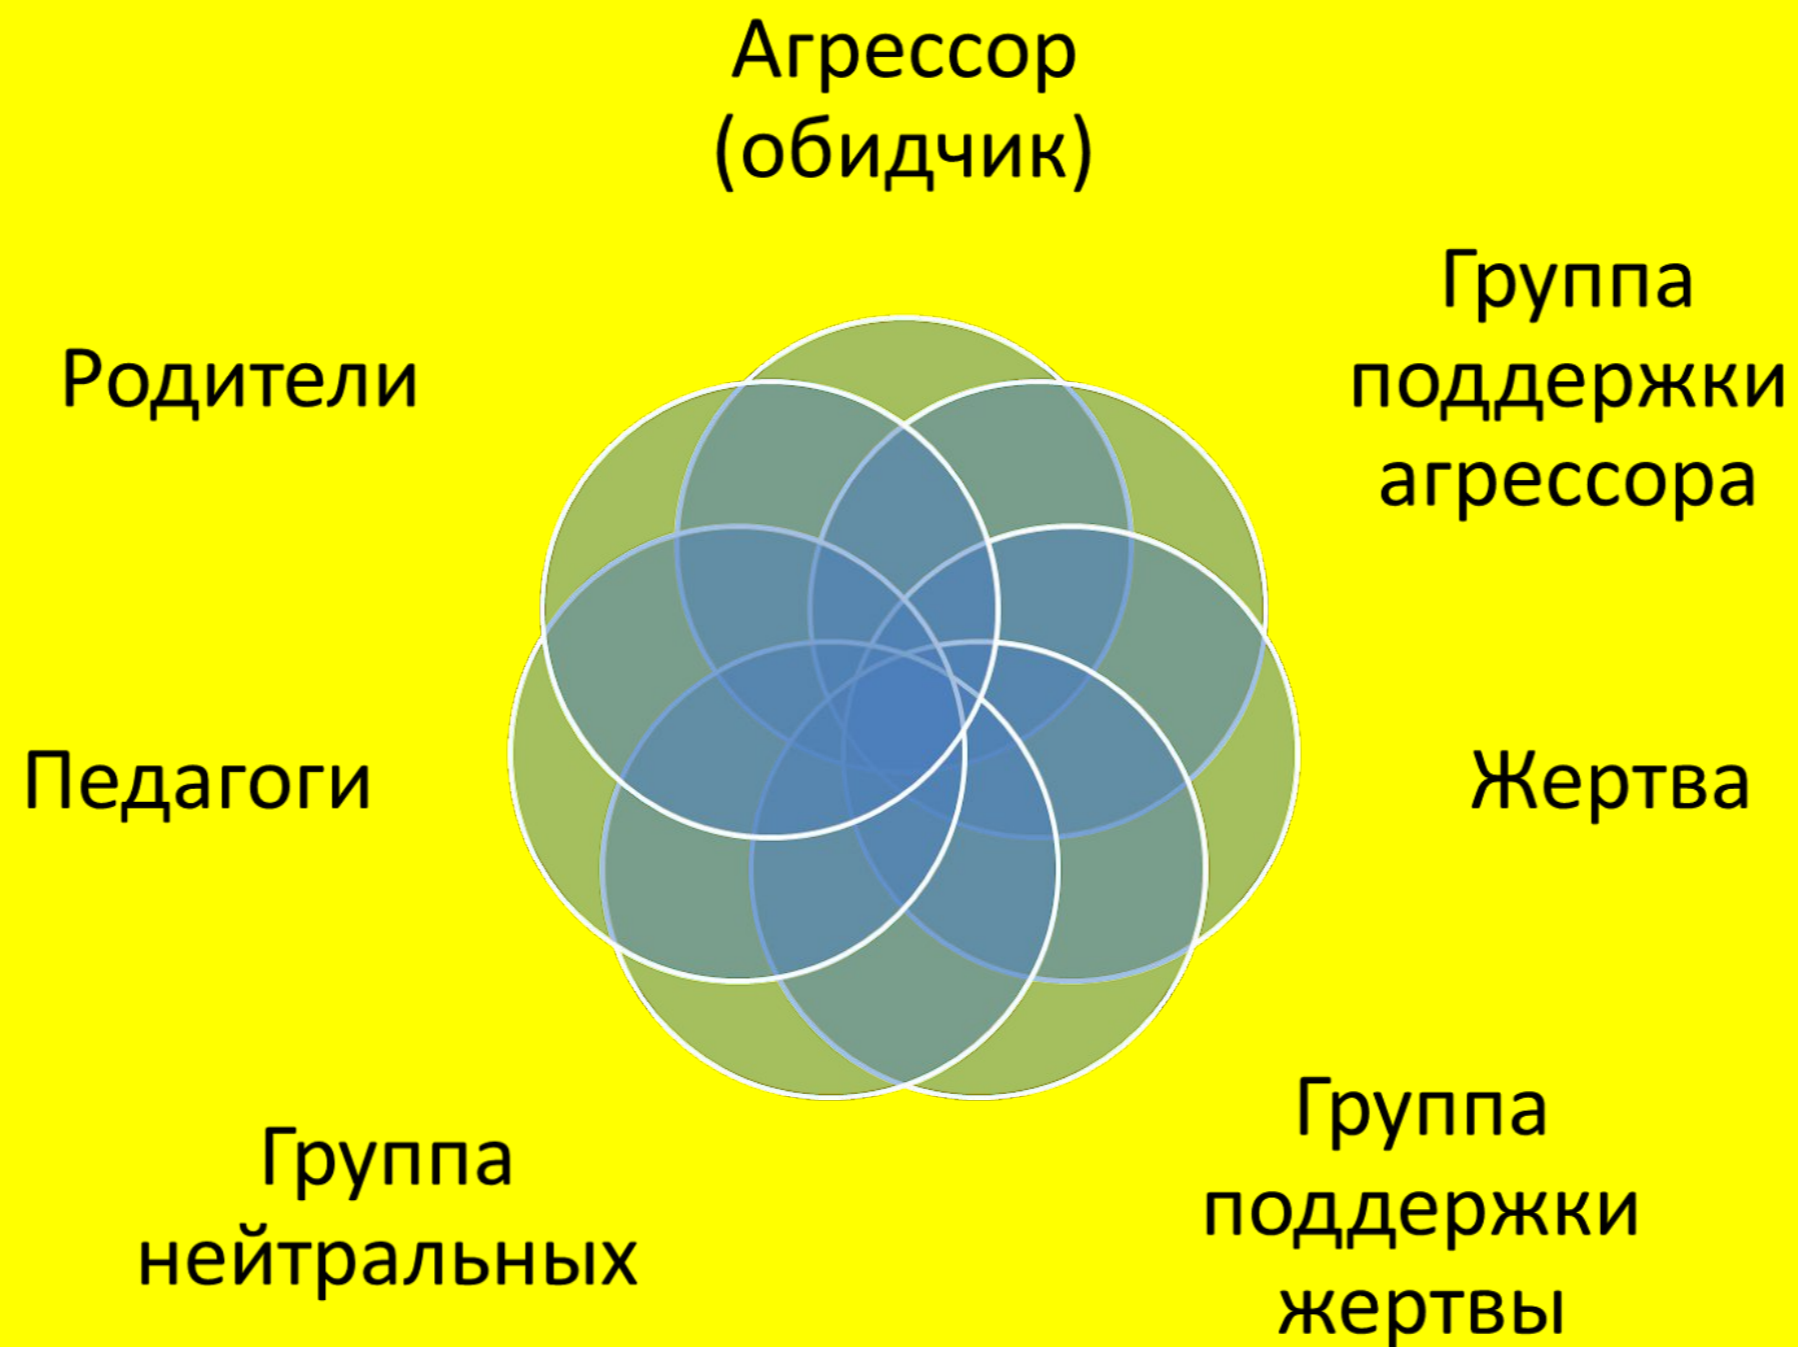 Агрессор
(обидчик)
Группа
поддержки
агрессора
Жертва
Группа
поддержки
жертвы
Группа
нейтральных
Педагоги
Родители